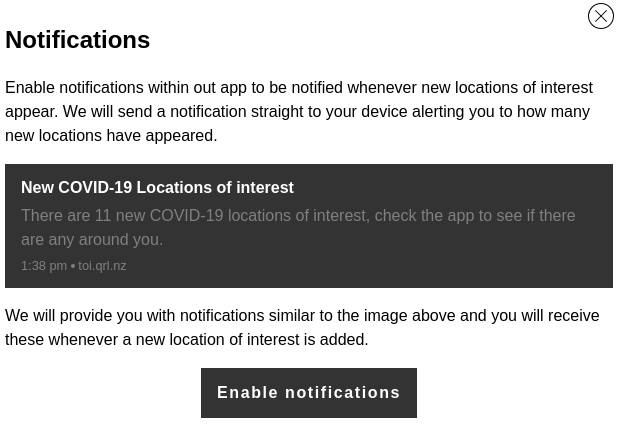 Notifications
Enable notifications within out app to be notified whenever new locations of interest
appear. We will send a notification straight to your device alerting you to how many
new locations have appeared.
New COVID-19 Locations of interest
There are 11 new COVID-19 locations of interest, check the app to see if there
are any around you.
1:38 pm • toi.qrl.nz
We will provide you with notifications similar to the image above and you will receive
these whenever a new location of interest is added.
Enable notifications